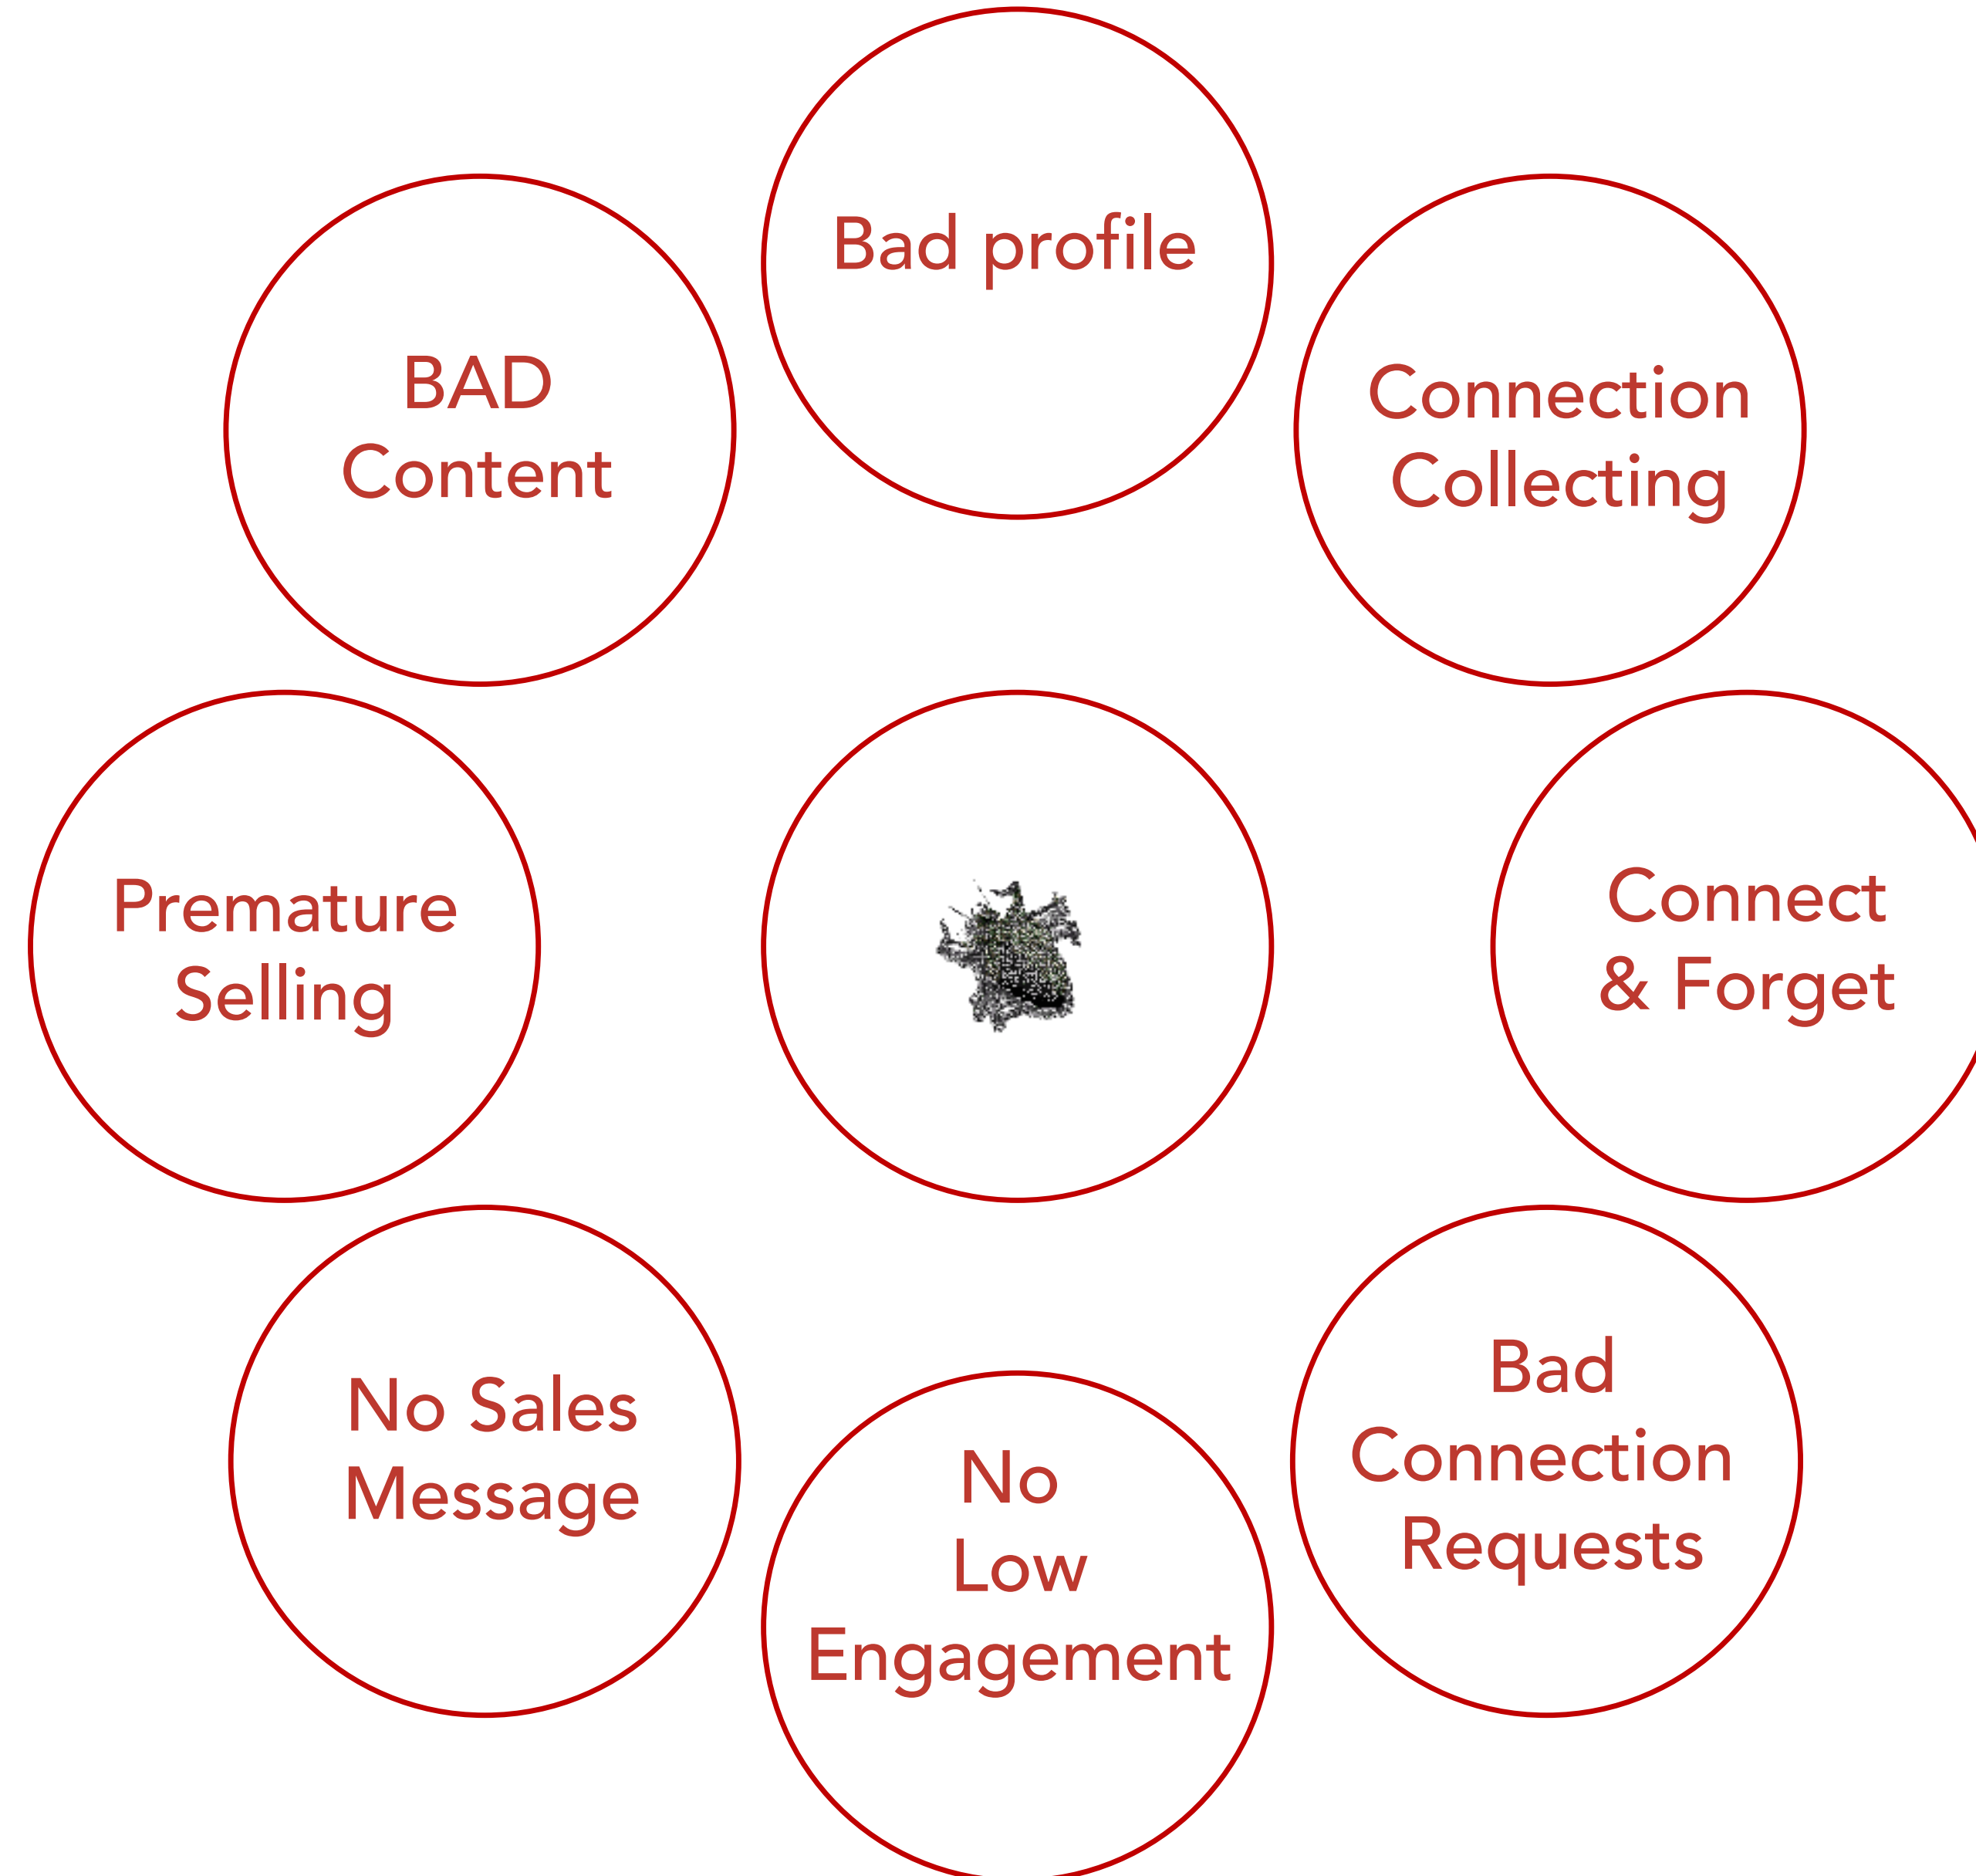 Bad profile
BAD
Content
Connection
Collecting
Premature
Selling
Connect
& Forget
No Sales
Message
No
Low
Engagement
Bad
Connection
Requests